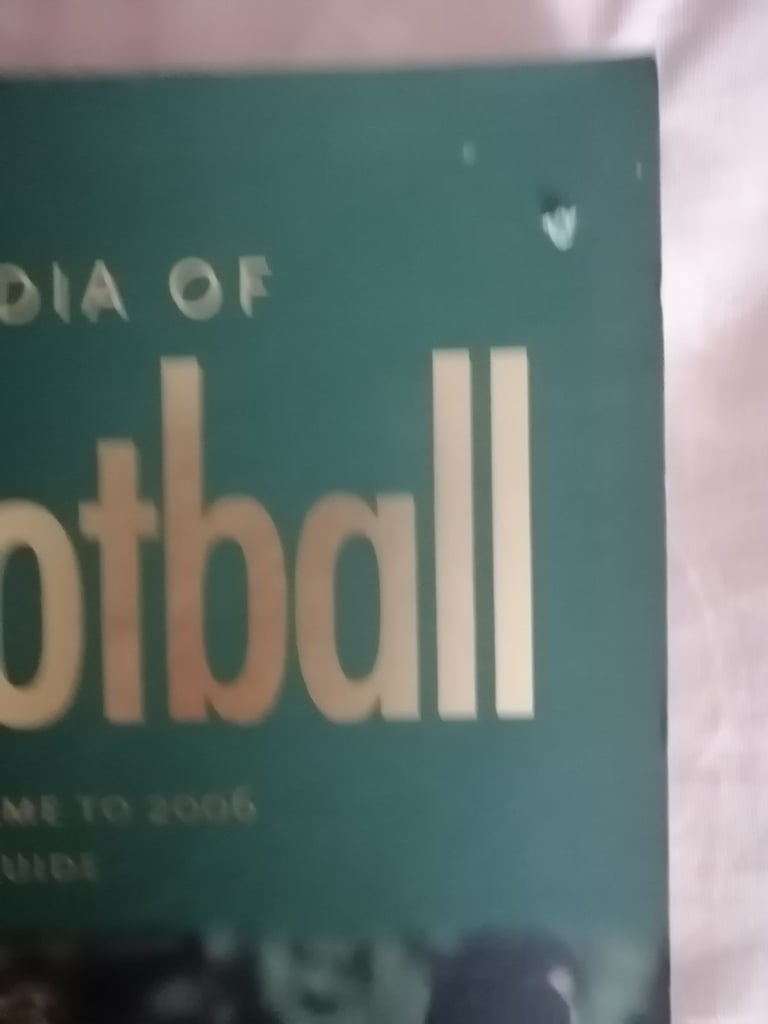 DIA OF
otball
ME TO 2006
UIDE